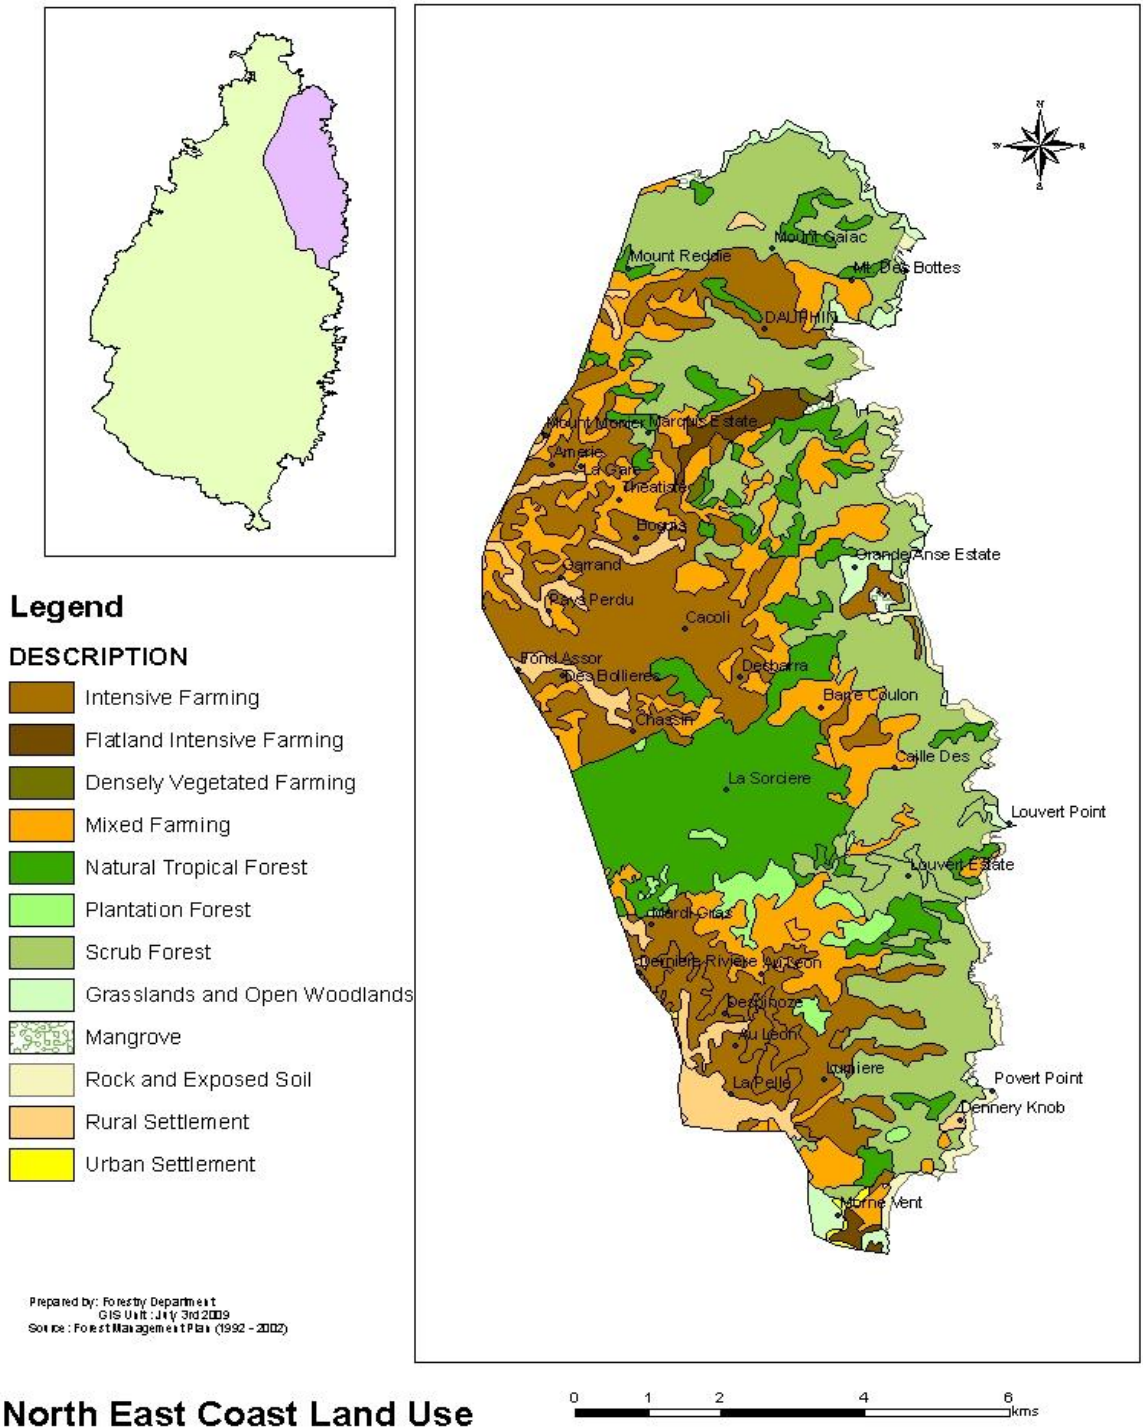 N
W
E
S
Mount Gaiac
Mount Reddie
Mt. Des Bottes
DAUPHIN
Mount Monier
Marquis Estate
Amerie
La Gare
Theatiste
Boguis
Grande Anse Estate
Garrand
Pays Perdu
Cacoli
Fond Assor
Des Bollieres
Desbarra
Barre Coulon
Chassin
Caille Des
La Sorciere
Louvert Point
Louvert Estate
Mardi Gras
Derniere Riviere
Au Leon
Despinoze
Au Leon
Lumiere
La Pelle
Povert Point
Dennery Knob
Morne Vent
Legend
DESCRIPTION
Intensive Farming
Flatland Intensive Farming
Densely Vegetated Farming
Mixed Farming
Natural Tropical Forest
Plantation Forest
Scrub Forest
Grasslands and Open Woodlands
Mangrove
Rock and Exposed Soil
Rural Settlement
Urban Settlement
Prepared by: Forestry Department
GIS Unit: July 3rd 2009
Source: Forest Management Plan (1992 - 2002)
North East Coast Land Use
0 1 2 4 6
kms